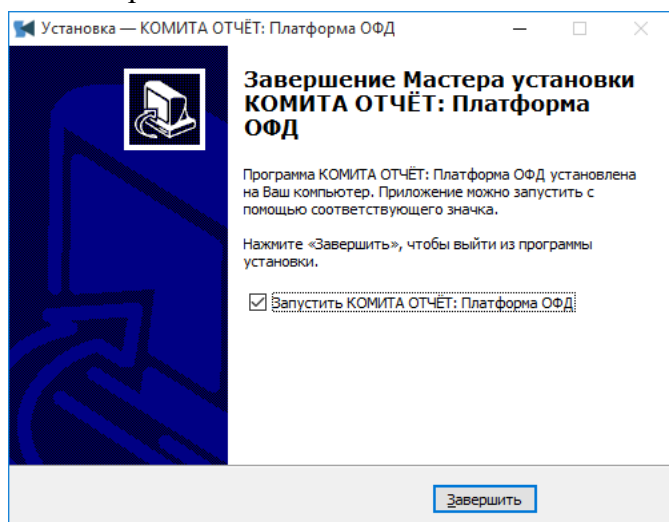 Установка — КОМИТА ОТЧЁТ: Платформа ОФД
Завершение Мастера установки
КОМИТА ОТЧЁТ: Платформа
ОФД
Программа КОМИТА ОТЧЁТ: Платформа ОФД установлена
на Ваш компьютер. Приложение можно запустить с
помощью соответствующего значка.
Нажмите «Завершить», чтобы выйти из программы
установки.
Запустить КОМИТА ОТЧЁТ: Платформа ОФД
Завершить